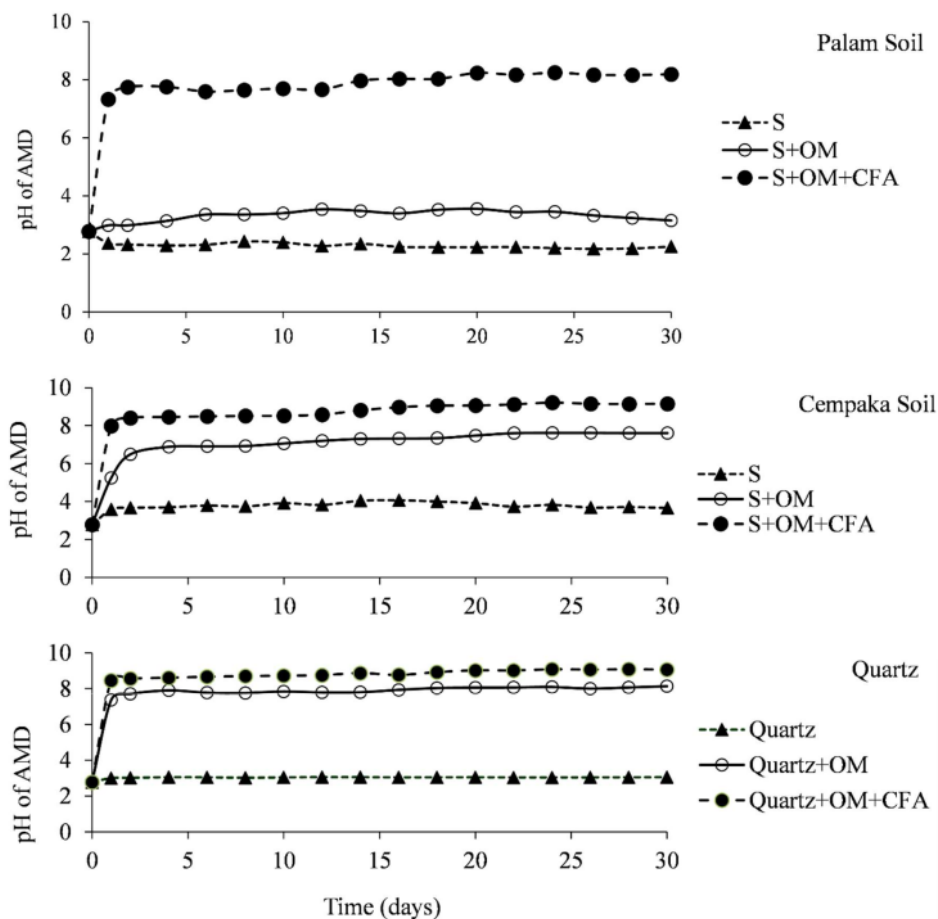 10
8
6
4
2
0
pH of AMD
0 5 10 15 20 25 30
Palam Soil
S
S+OM
S+OM+CFA
10
8
6
4
2
0
pH of AMD
0 5 10 15 20 25 30
Cempaka Soil
S
S+OM
S+OM+CFA
10
8
6
4
2
0
pH of AMD
0 5 10 15 20 25 30
Quartz
Quartz
Quartz+OM
Quartz+OM+CFA
Time (days)